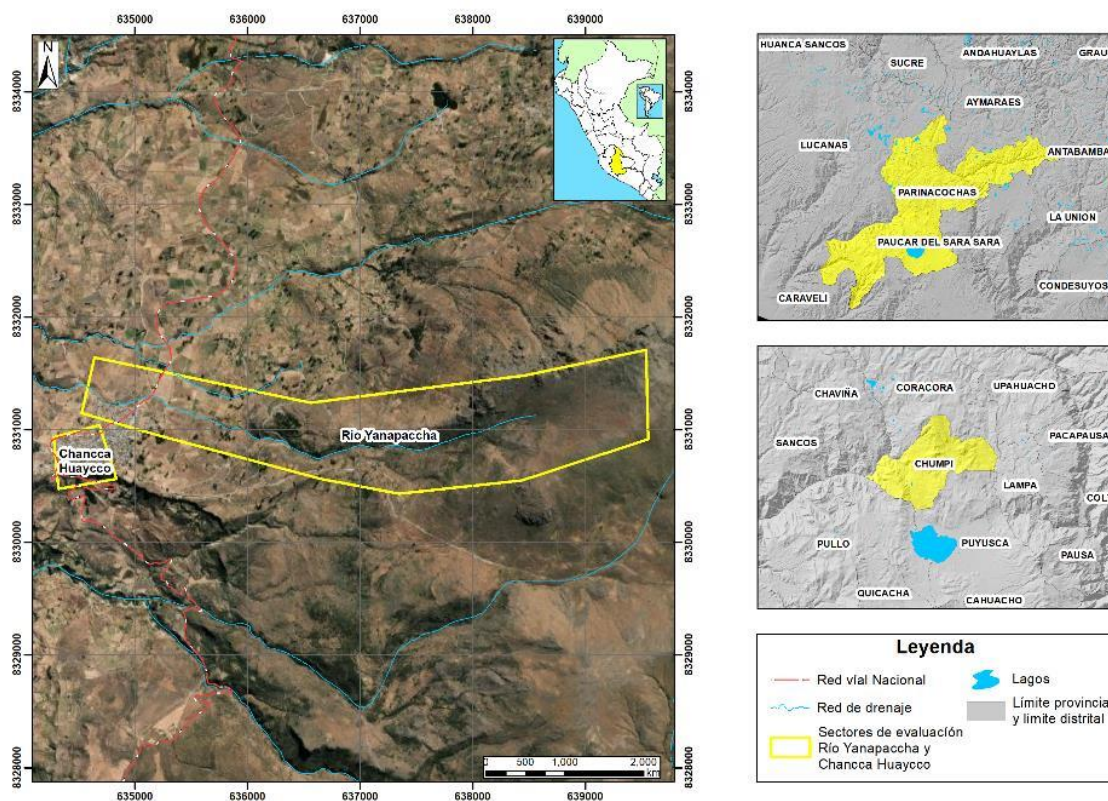 635000 636000 637000 638000 639000
N
8334000
8333000
8332000
8331000
8330000
8329000
8328000
8334000
8333000
8332000
8331000
8330000
8329000
8328000
Río Yanapaccha
Chancca
Huaycco
0 500 1,000 2,000
km
635000 636000 637000 638000 639000
HUANCA SANCOS
ANDAHUAYLAS
GRAU
SUCRE
AYMARAES
LUCANAS
ANTABAMBA
PARINACOCHAS
LA UNION
PAUCAR DEL SARA SARA
CONDESUYOS
CARAVELI
CHAVIÑA
CORACORA
UPAHUACHO
SANCOS
PACAPAUSA
CHUMPI
LAMPA
COLT
PULLO
PUYUSCA
PAUSA
QUICACHA
CAHUACHO
Leyenda
Red vial Nacional
Lagos
Red de drenaje
Límite provincia
y limite distrital
Sectores de evaluación
Río Yanapaccha y
Chancca Huaycco